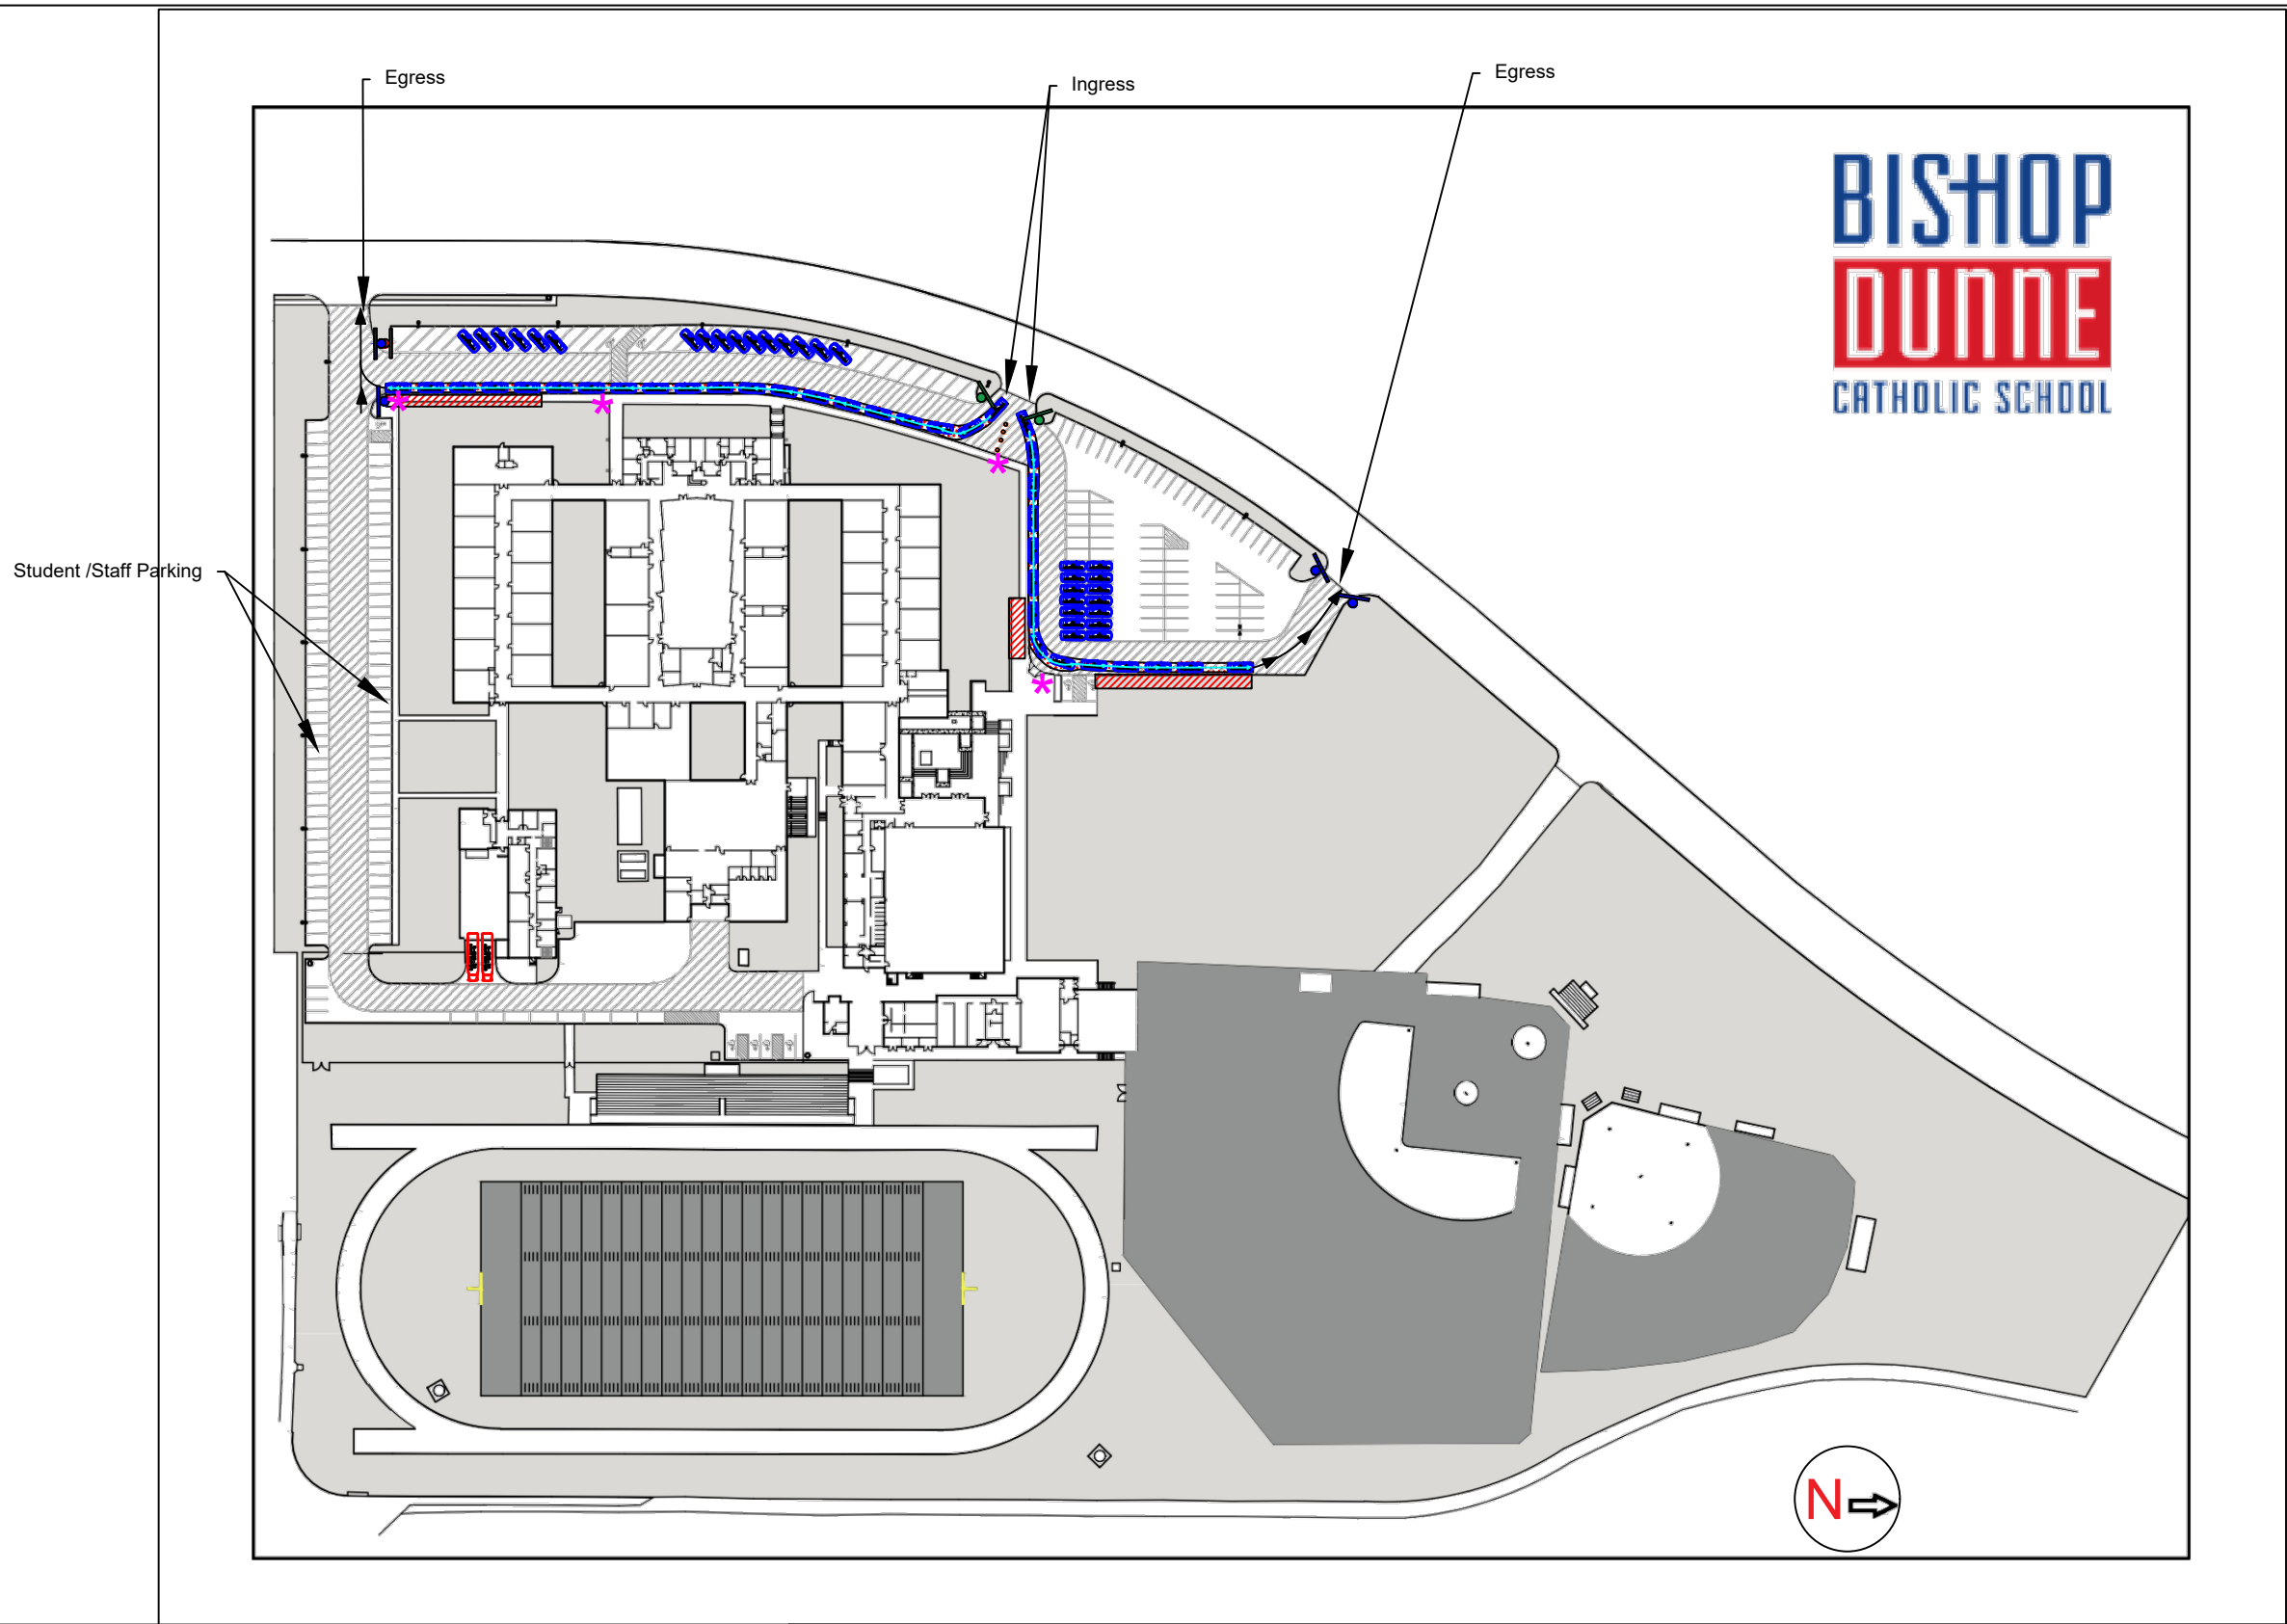 Egress
Ingress
Egress
BISHOP
DUNNE
CATHOLIC SCHOOL
Student /Staff Parking
N